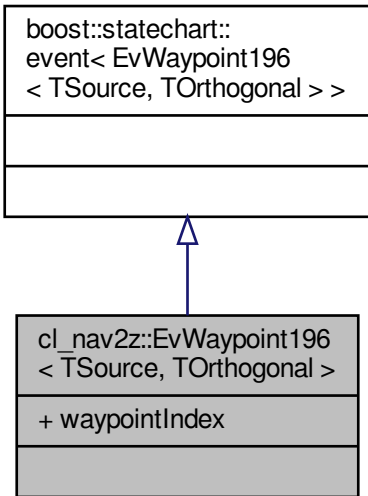 boost::statechart::
event< EvWaypoint196
< TSource, TOrthogonal > >
cl_nav2z::EvWaypoint196
< TSource, TOrthogonal >
+ waypointIndex